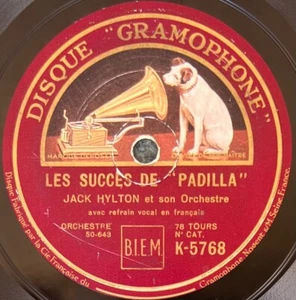 DISQUE "GRAMOPHONE"
LES SUCCÈS DE "PADILLA"
JACK HYLTON et son Orchestre
avec refrain vocal en français
ORCHESTRE
50-643
B.I.E.M.
78 TOURS
N° CAT.
K-5768
Disque Fabriqué par la Cie Française du Gramophone, Nogent s/ Seine. France.